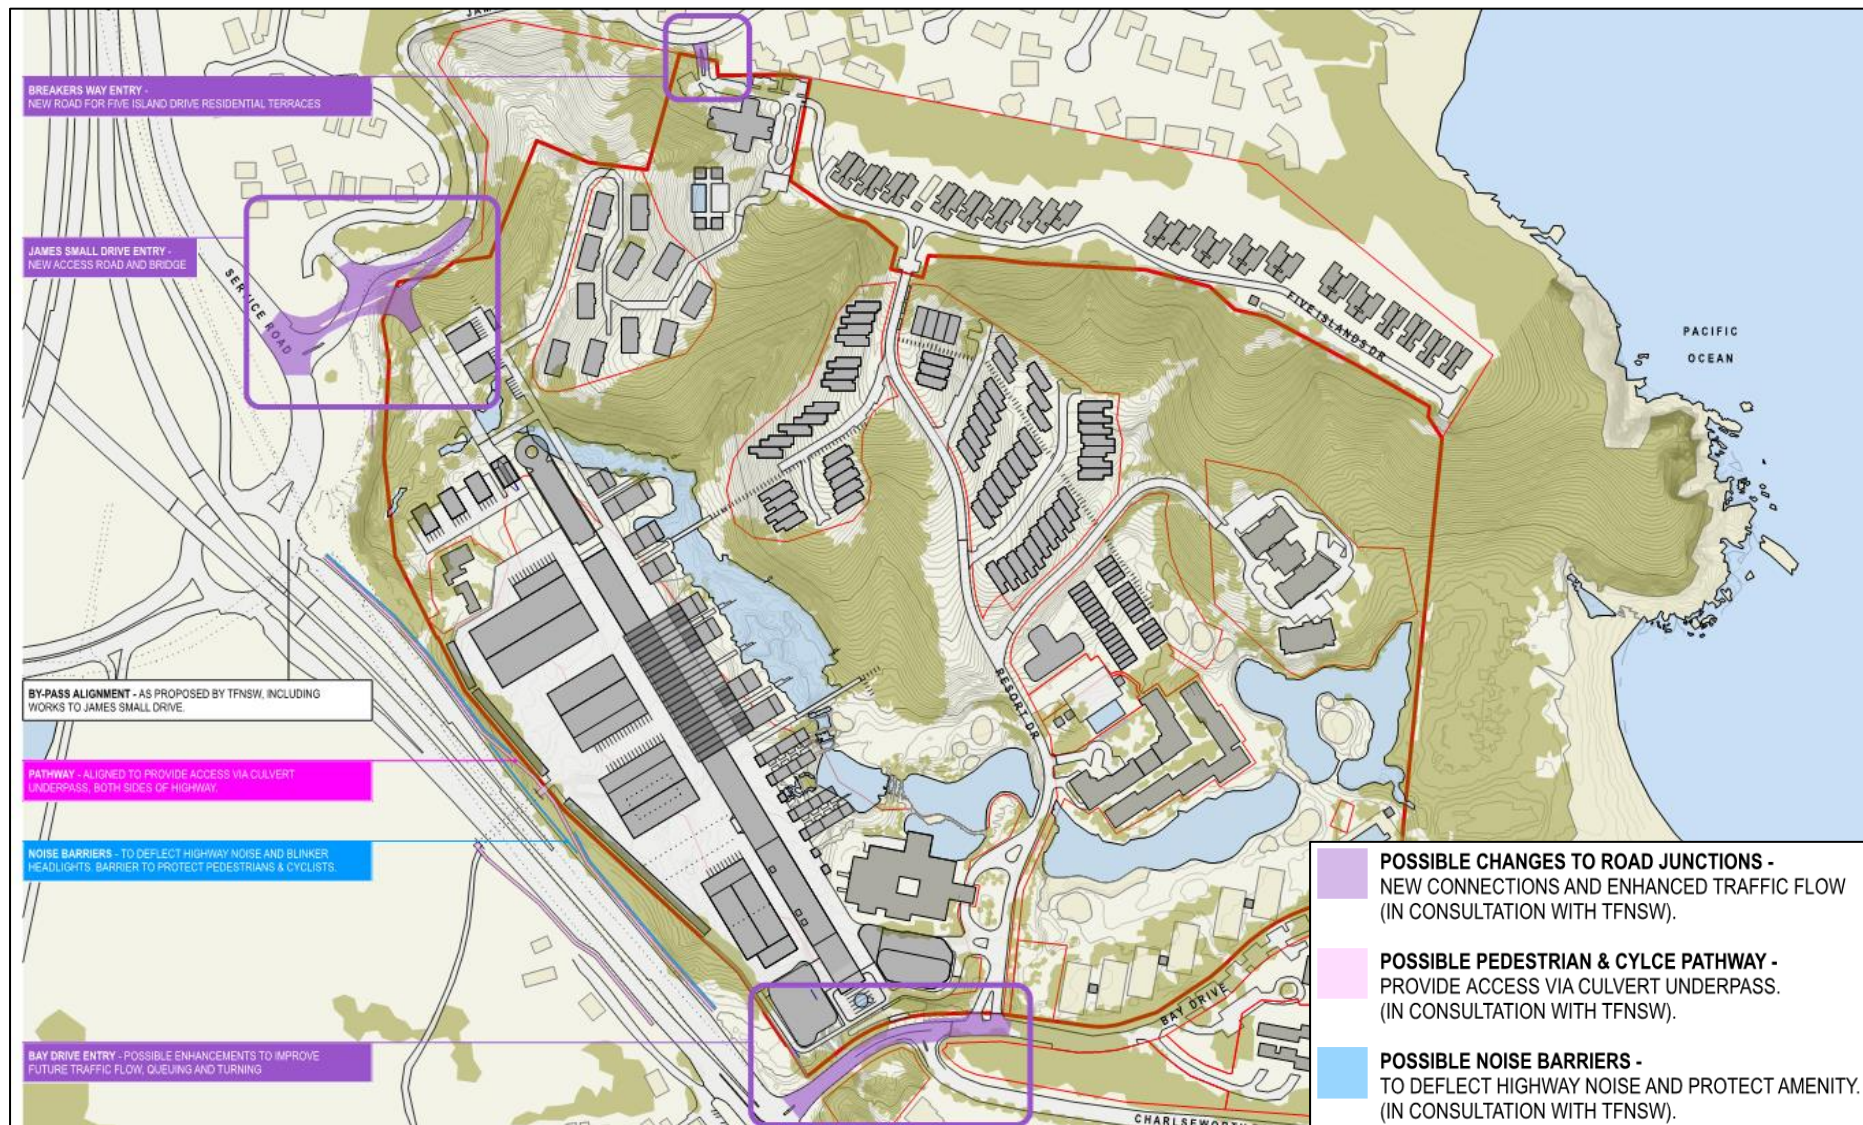 JAM
BREAKERS WAY ENTRY -
NEW ROAD FOR FIVE ISLAND DRIVE RESIDENTIAL TERRACES
JAMES SMALL DRIVE ENTRY -
NEW ACCESS ROAD AND BRIDGE
SERVICE ROAD
FIVE ISLANDS DR
PACIFIC
OCEAN
RESORT DR
BY-PASS ALIGNMENT - AS PROPOSED BY TFNSW, INCLUDING
WORKS TO JAMES SMALL DRIVE.
PATHWAY - ALIGNED TO PROVIDE ACCESS VIA CULVERT
UNDERPASS, BOTH SIDES OF HIGHWAY.
NOISE BARRIERS - TO DEFLECT HIGHWAY NOISE AND BLINKER
HEADLIGHTS. BARRIER TO PROTECT PEDESTRIANS & CYCLISTS.
BAY DRIVE ENTRY - POSSIBLE ENHANCEMENTS TO IMPROVE
FUTURE TRAFFIC FLOW, QUEUING AND TURNING
BAY DRIVE
CHARLSEWORTH
POSSIBLE CHANGES TO ROAD JUNCTIONS -
NEW CONNECTIONS AND ENHANCED TRAFFIC FLOW
(IN CONSULTATION WITH TFNSW).
POSSIBLE PEDESTRIAN & CYLCE PATHWAY -
PROVIDE ACCESS VIA CULVERT UNDERPASS.
(IN CONSULTATION WITH TFNSW).
POSSIBLE NOISE BARRIERS -
TO DEFLECT HIGHWAY NOISE AND PROTECT AMENITY.
(IN CONSULTATION WITH TFNSW).